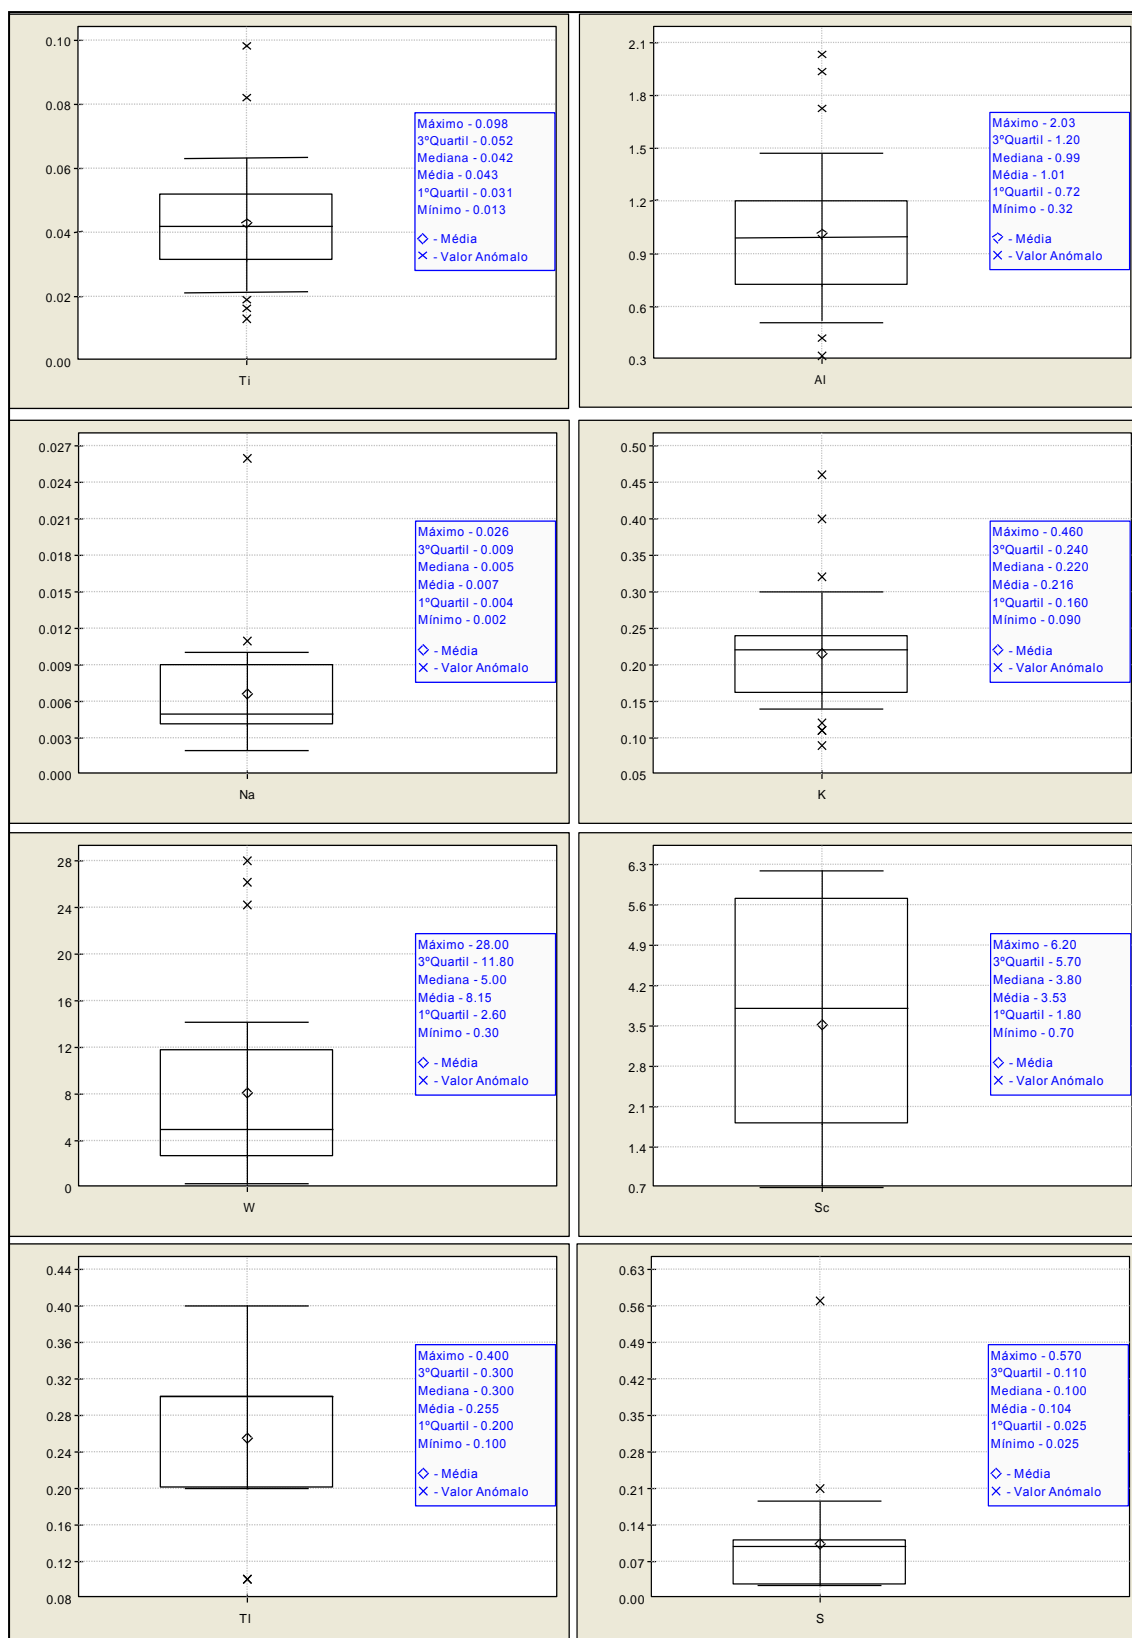 0.10
0.08
0.06
0.04
0.02
0.00
Ti
Máximo - 0.098
3ºQuartil - 0.052
Mediana - 0.042
Média - 0.043
1ºQuartil - 0.031
Mínimo - 0.013
◇ - Média
× - Valor Anómalo
2.1
1.8
1.5
1.2
0.9
0.6
0.3
Al
Máximo - 2.03
3ºQuartil - 1.20
Mediana - 0.99
Média - 1.01
1ºQuartil - 0.72
Mínimo - 0.32
◇ - Média
× - Valor Anómalo
0.027
0.024
0.021
0.018
0.015
0.012
0.009
0.006
0.003
0.000
Na
Máximo - 0.026
3ºQuartil - 0.009
Mediana - 0.005
Média - 0.007
1ºQuartil - 0.004
Mínimo - 0.002
◇ - Média
× - Valor Anómalo
0.50
0.45
0.40
0.35
0.30
0.25
0.20
0.15
0.10
0.05
K
Máximo - 0.460
3ºQuartil - 0.240
Mediana - 0.220
Média - 0.216
1ºQuartil - 0.160
Mínimo - 0.090
◇ - Média
× - Valor Anómalo
28
24
20
16
12
8
4
0
W
Máximo - 28.00
3ºQuartil - 11.80
Mediana - 5.00
Média - 8.15
1ºQuartil - 2.60
Mínimo - 0.30
◇ - Média
× - Valor Anómalo
6.3
5.6
4.9
4.2
3.5
2.8
2.1
1.4
0.7
Sc
Máximo - 6.20
3ºQuartil - 5.70
Mediana - 3.80
Média - 3.53
1ºQuartil - 1.80
Mínimo - 0.70
◇ - Média
× - Valor Anómalo
0.44
0.40
0.36
0.32
0.28
0.24
0.20
0.16
0.12
0.08
Tl
Máximo - 0.400
3ºQuartil - 0.300
Mediana - 0.300
Média - 0.255
1ºQuartil - 0.200
Mínimo - 0.100
◇ - Média
× - Valor Anómalo
0.63
0.56
0.49
0.42
0.35
0.28
0.21
0.14
0.07
0.00
S
Máximo - 0.570
3ºQuartil - 0.110
Mediana - 0.100
Média - 0.104
1ºQuartil - 0.025
Mínimo - 0.025
◇ - Média
× - Valor Anómalo